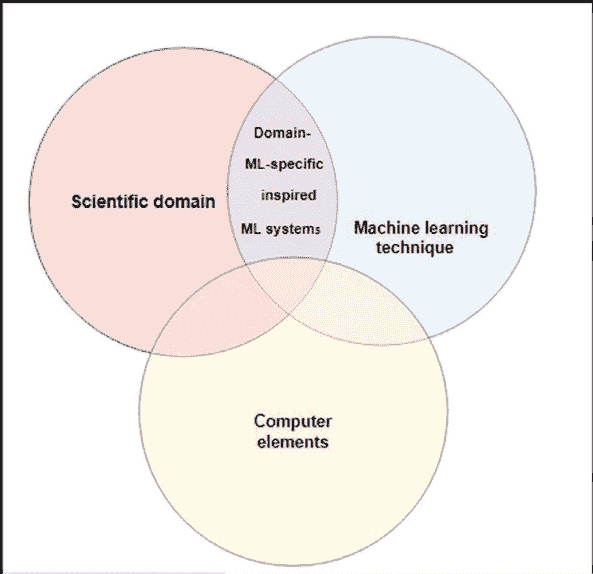 Domain-
ML-specific
inspired
ML systems
Scientific domain
Machine learning
technique
Computer
elements